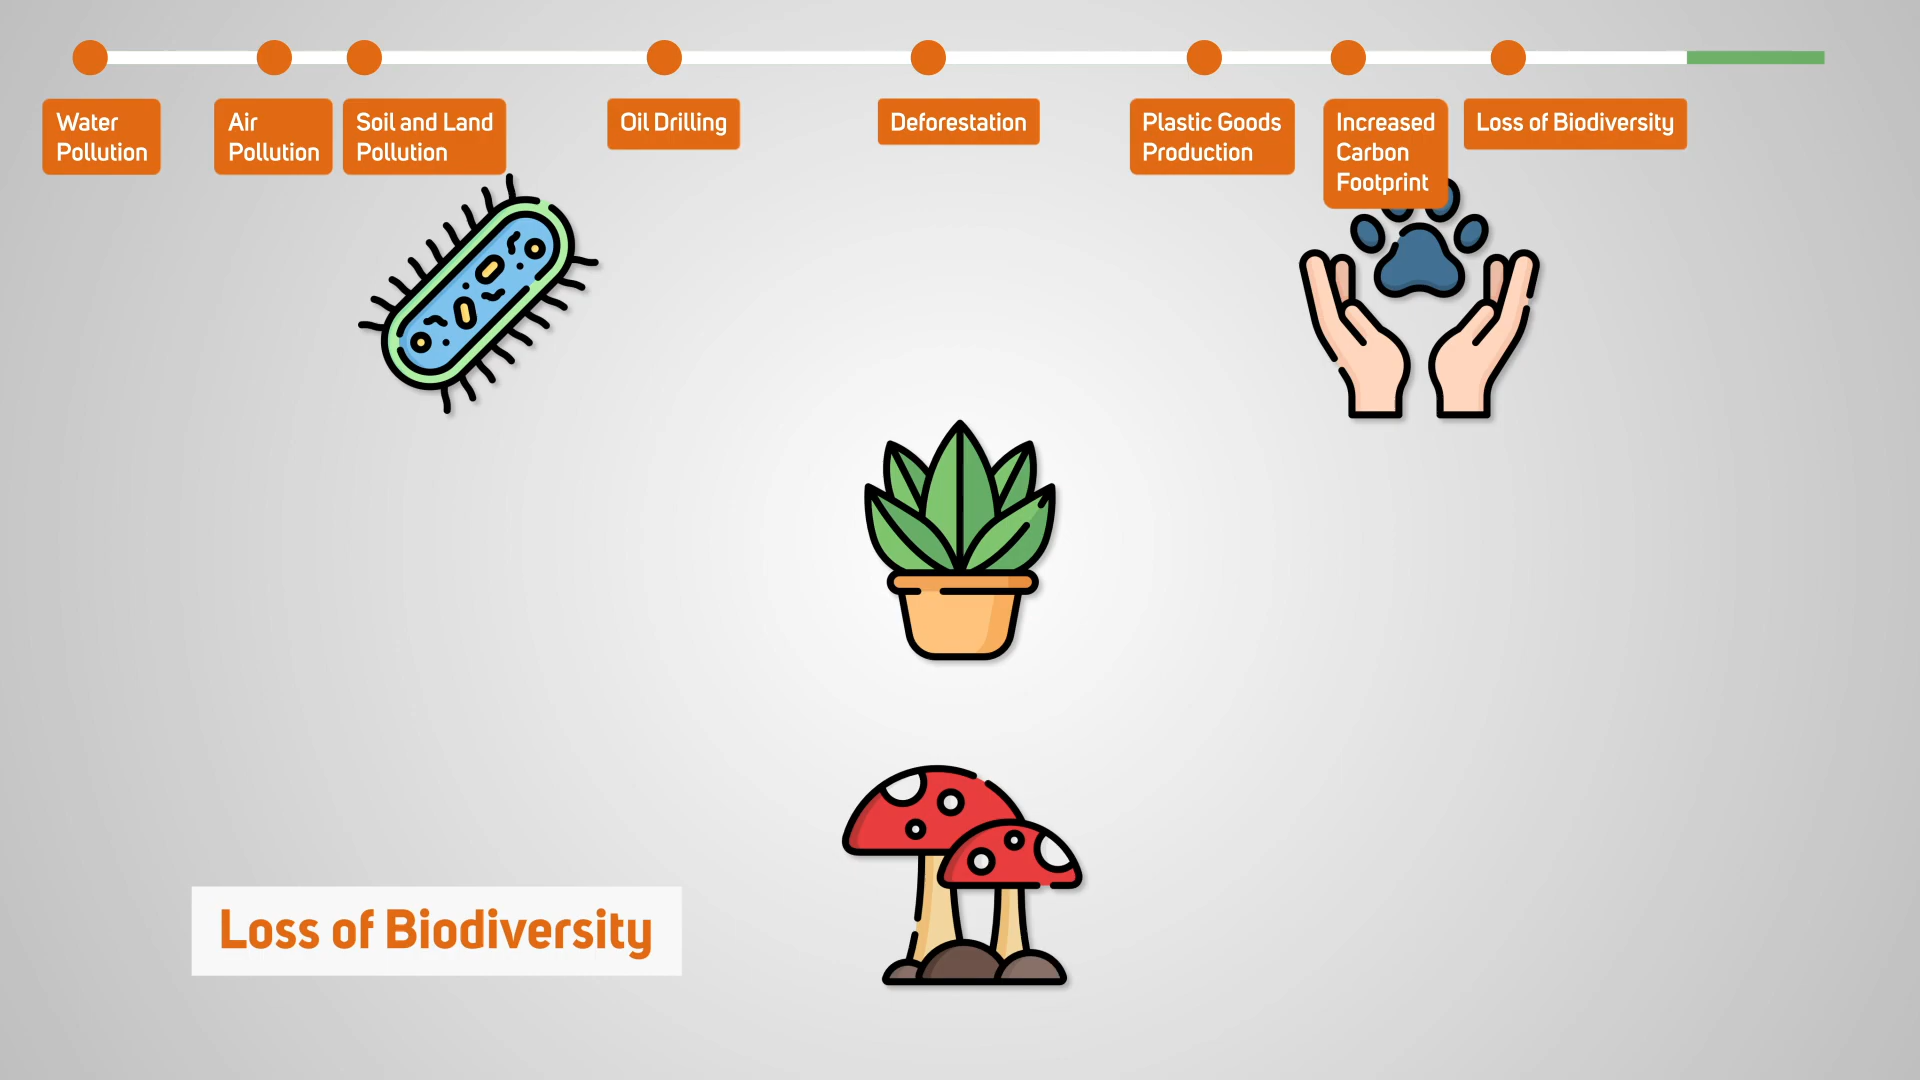 Water
Pollution
Air
Pollution
Soil and Land
Pollution
Oil Drilling
Deforestation
Plastic Goods
Production
Increased
Carbon
Footprint
Loss of Biodiversity
Loss of Biodiversity